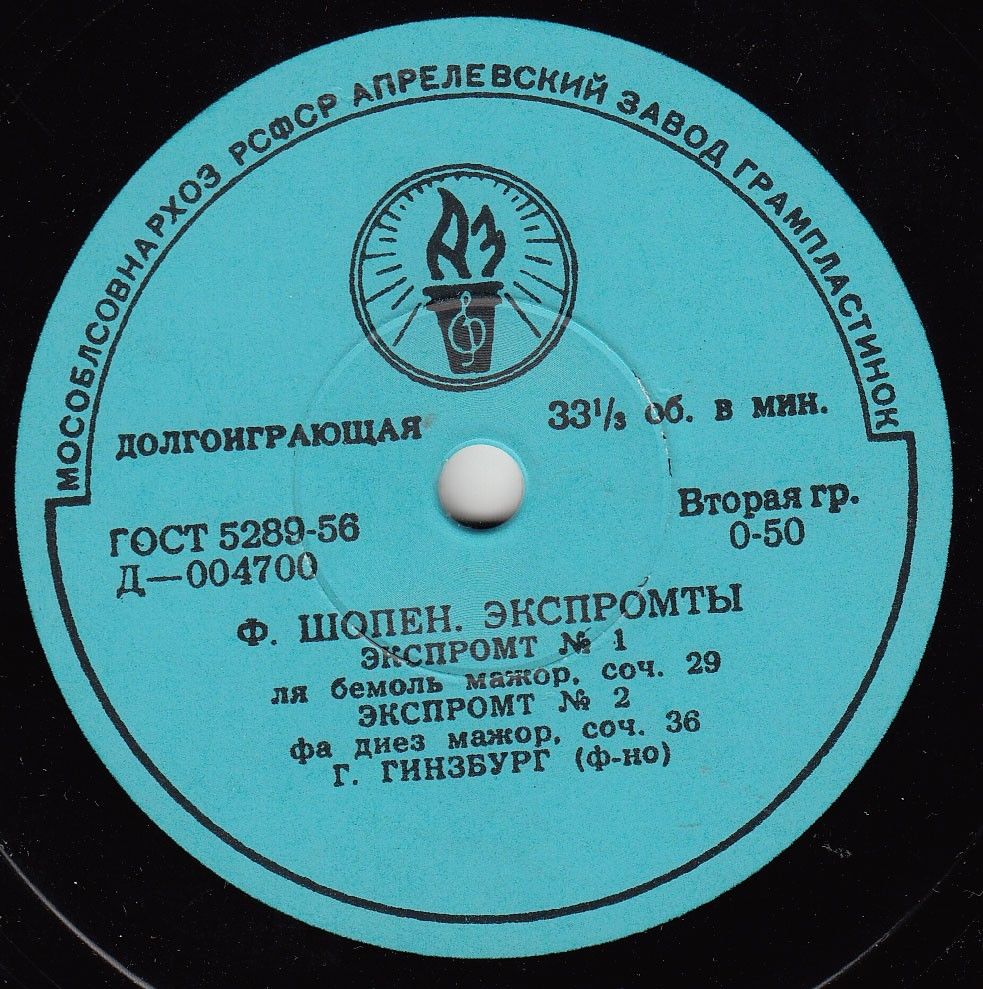 МОСОБЛСОВНАРХОЗ РСФСР АПРЕЛЕВСКИЙ ЗАВОД ГРАМПЛАСТИНОК
АЗ
ДОЛГОИГРАЮЩАЯ
33⅓ об. в мин.
ГОСТ 5289-56
Д—004700
Вторая гр.
0-50
Ф. ШОПЕН. ЭКСПРОМТЫ
ЭКСПРОМТ № 1
ля бемоль мажор, соч. 29
ЭКСПРОМТ № 2
фа диез мажор, соч. 36
Г. ГИНЗБУРГ (ф-но)